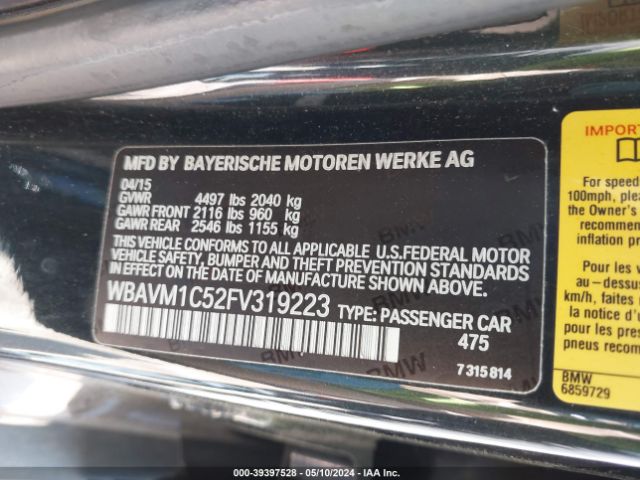 MFD BY BAYERISCHE MOTOREN WERKE AG
04/15
GVWR 4497 lbs 2040 kg
GAWR FRONT 2116 lbs 960 kg
GAWR REAR 2546 lbs 1155 kg
THIS VEHICLE CONFORMS TO ALL APPLICABLE U.S.FEDERAL MOTOR
VEHICLE SAFETY, BUMPER AND THEFT PREVENTION STANDARDS
IN EFFECT ON THE DATE OF MANUFACTURE SHOWN ABOVE.
WBAVM1C52FV319223 TYPE: PASSENGER CAR
475
7 315 814
IMPOR
For speed
100mph, plea
the Owner's
recommen
inflation pr
Pour les
au-dessus
km/h, faites
la notice d'u
les pres
pneus recom
BMW
6859729
000-39397528 — 05/10/2024 — IAA Inc.